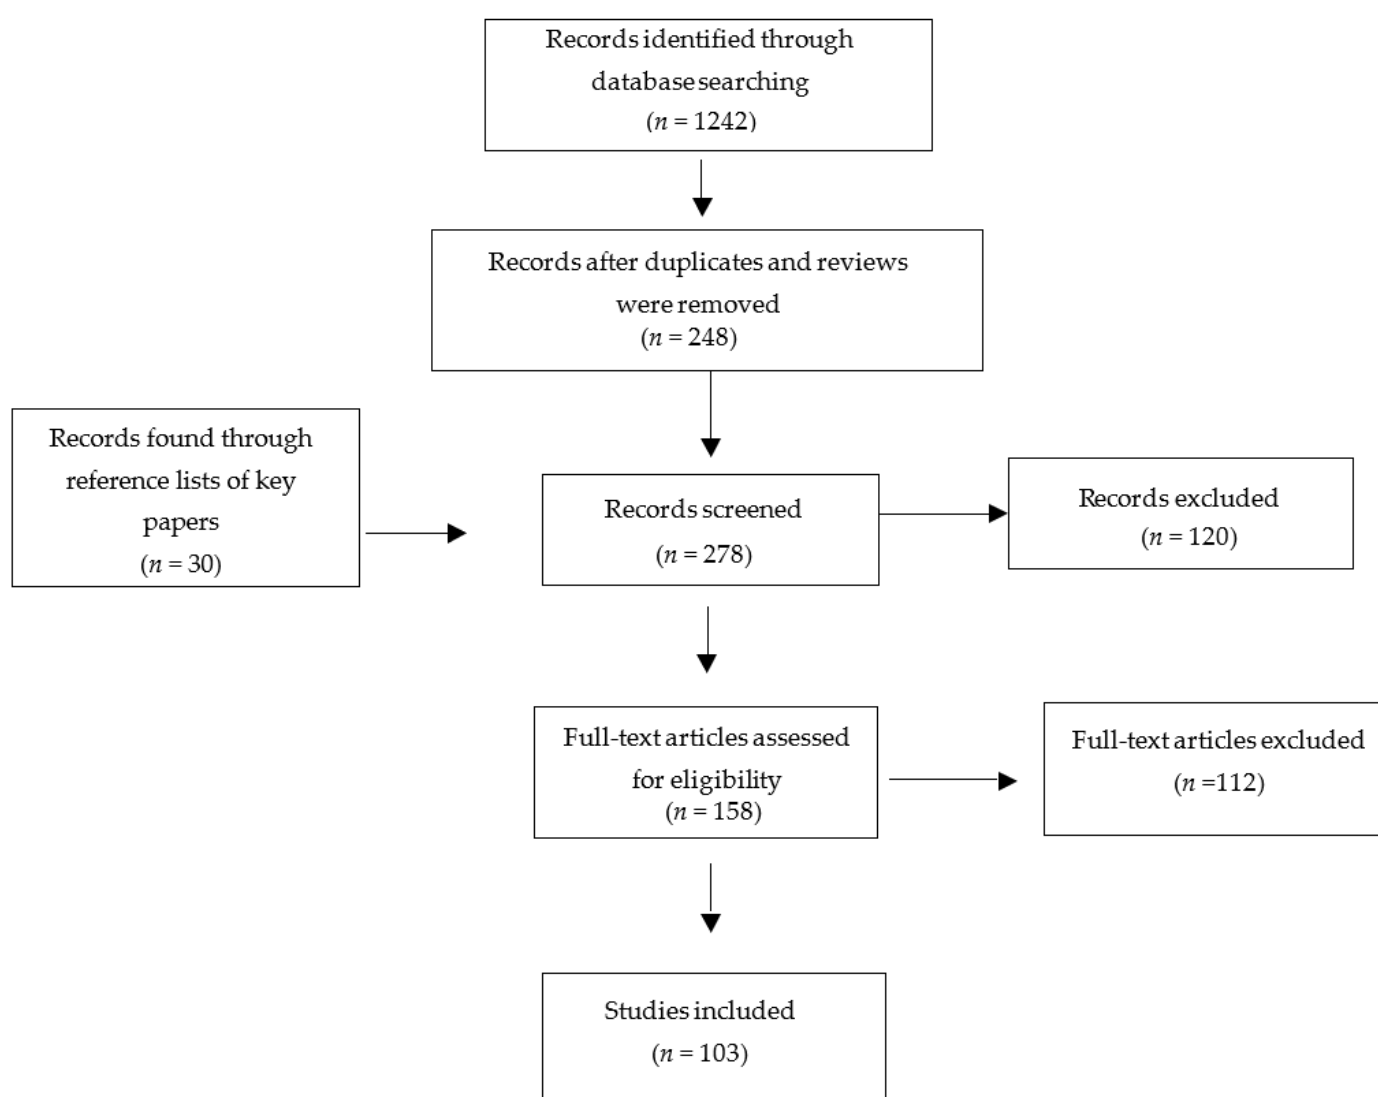 Records identified through
database searching
(n = 1242)
Records after duplicates and reviews
were removed
(n = 248)
Records found through
reference lists of key
papers
(n = 30)
Records screened
(n = 278)
Records excluded
(n = 120)
Full-text articles assessed
for eligibility
(n = 158)
Full-text articles excluded
(n =112)
Studies included
(n = 103)